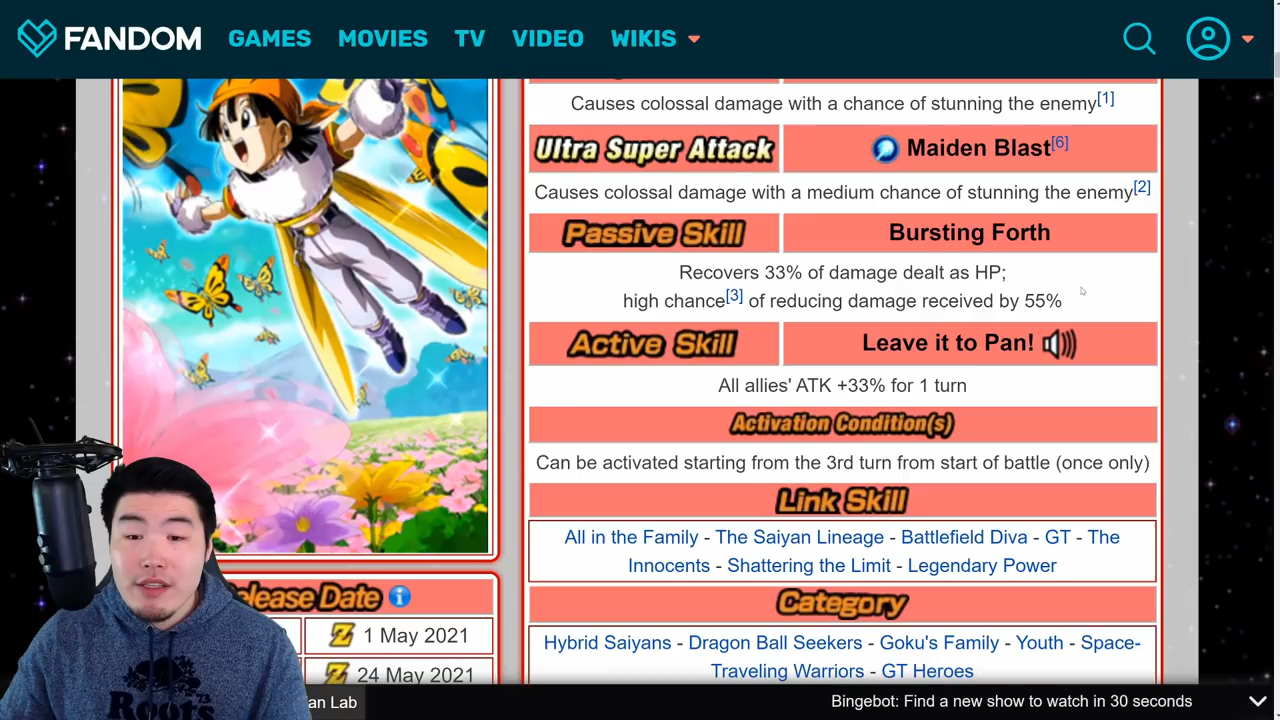 FANDOM GAMES MOVIES TV VIDEO WIKIS
Causes colossal damage with a chance of stunning the enemy[1]
Ultra Super Attack
Maiden Blast[6]
Causes colossal damage with a medium chance of stunning the enemy[2]
Passive Skill
Bursting Forth
Recovers 33% of damage dealt as HP;
high chance[3] of reducing damage received by 55%
Active Skill
Leave it to Pan!
All allies' ATK +33% for 1 turn
Activation Condition(s)
Can be activated starting from the 3rd turn from start of battle (once only)
Link Skill
All in the Family - The Saiyan Lineage - Battlefield Diva - GT - The
Innocents - Shattering the Limit - Legendary Power
Category
Hybrid Saiyans - Dragon Ball Seekers - Goku's Family - Youth - Space-
Traveling Warriors - GT Heroes
elease Date i
Z 1 May 2021
Z 24 May 2021
an Lab
Bingebot: Find a new show to watch in 30 seconds
Roots
73